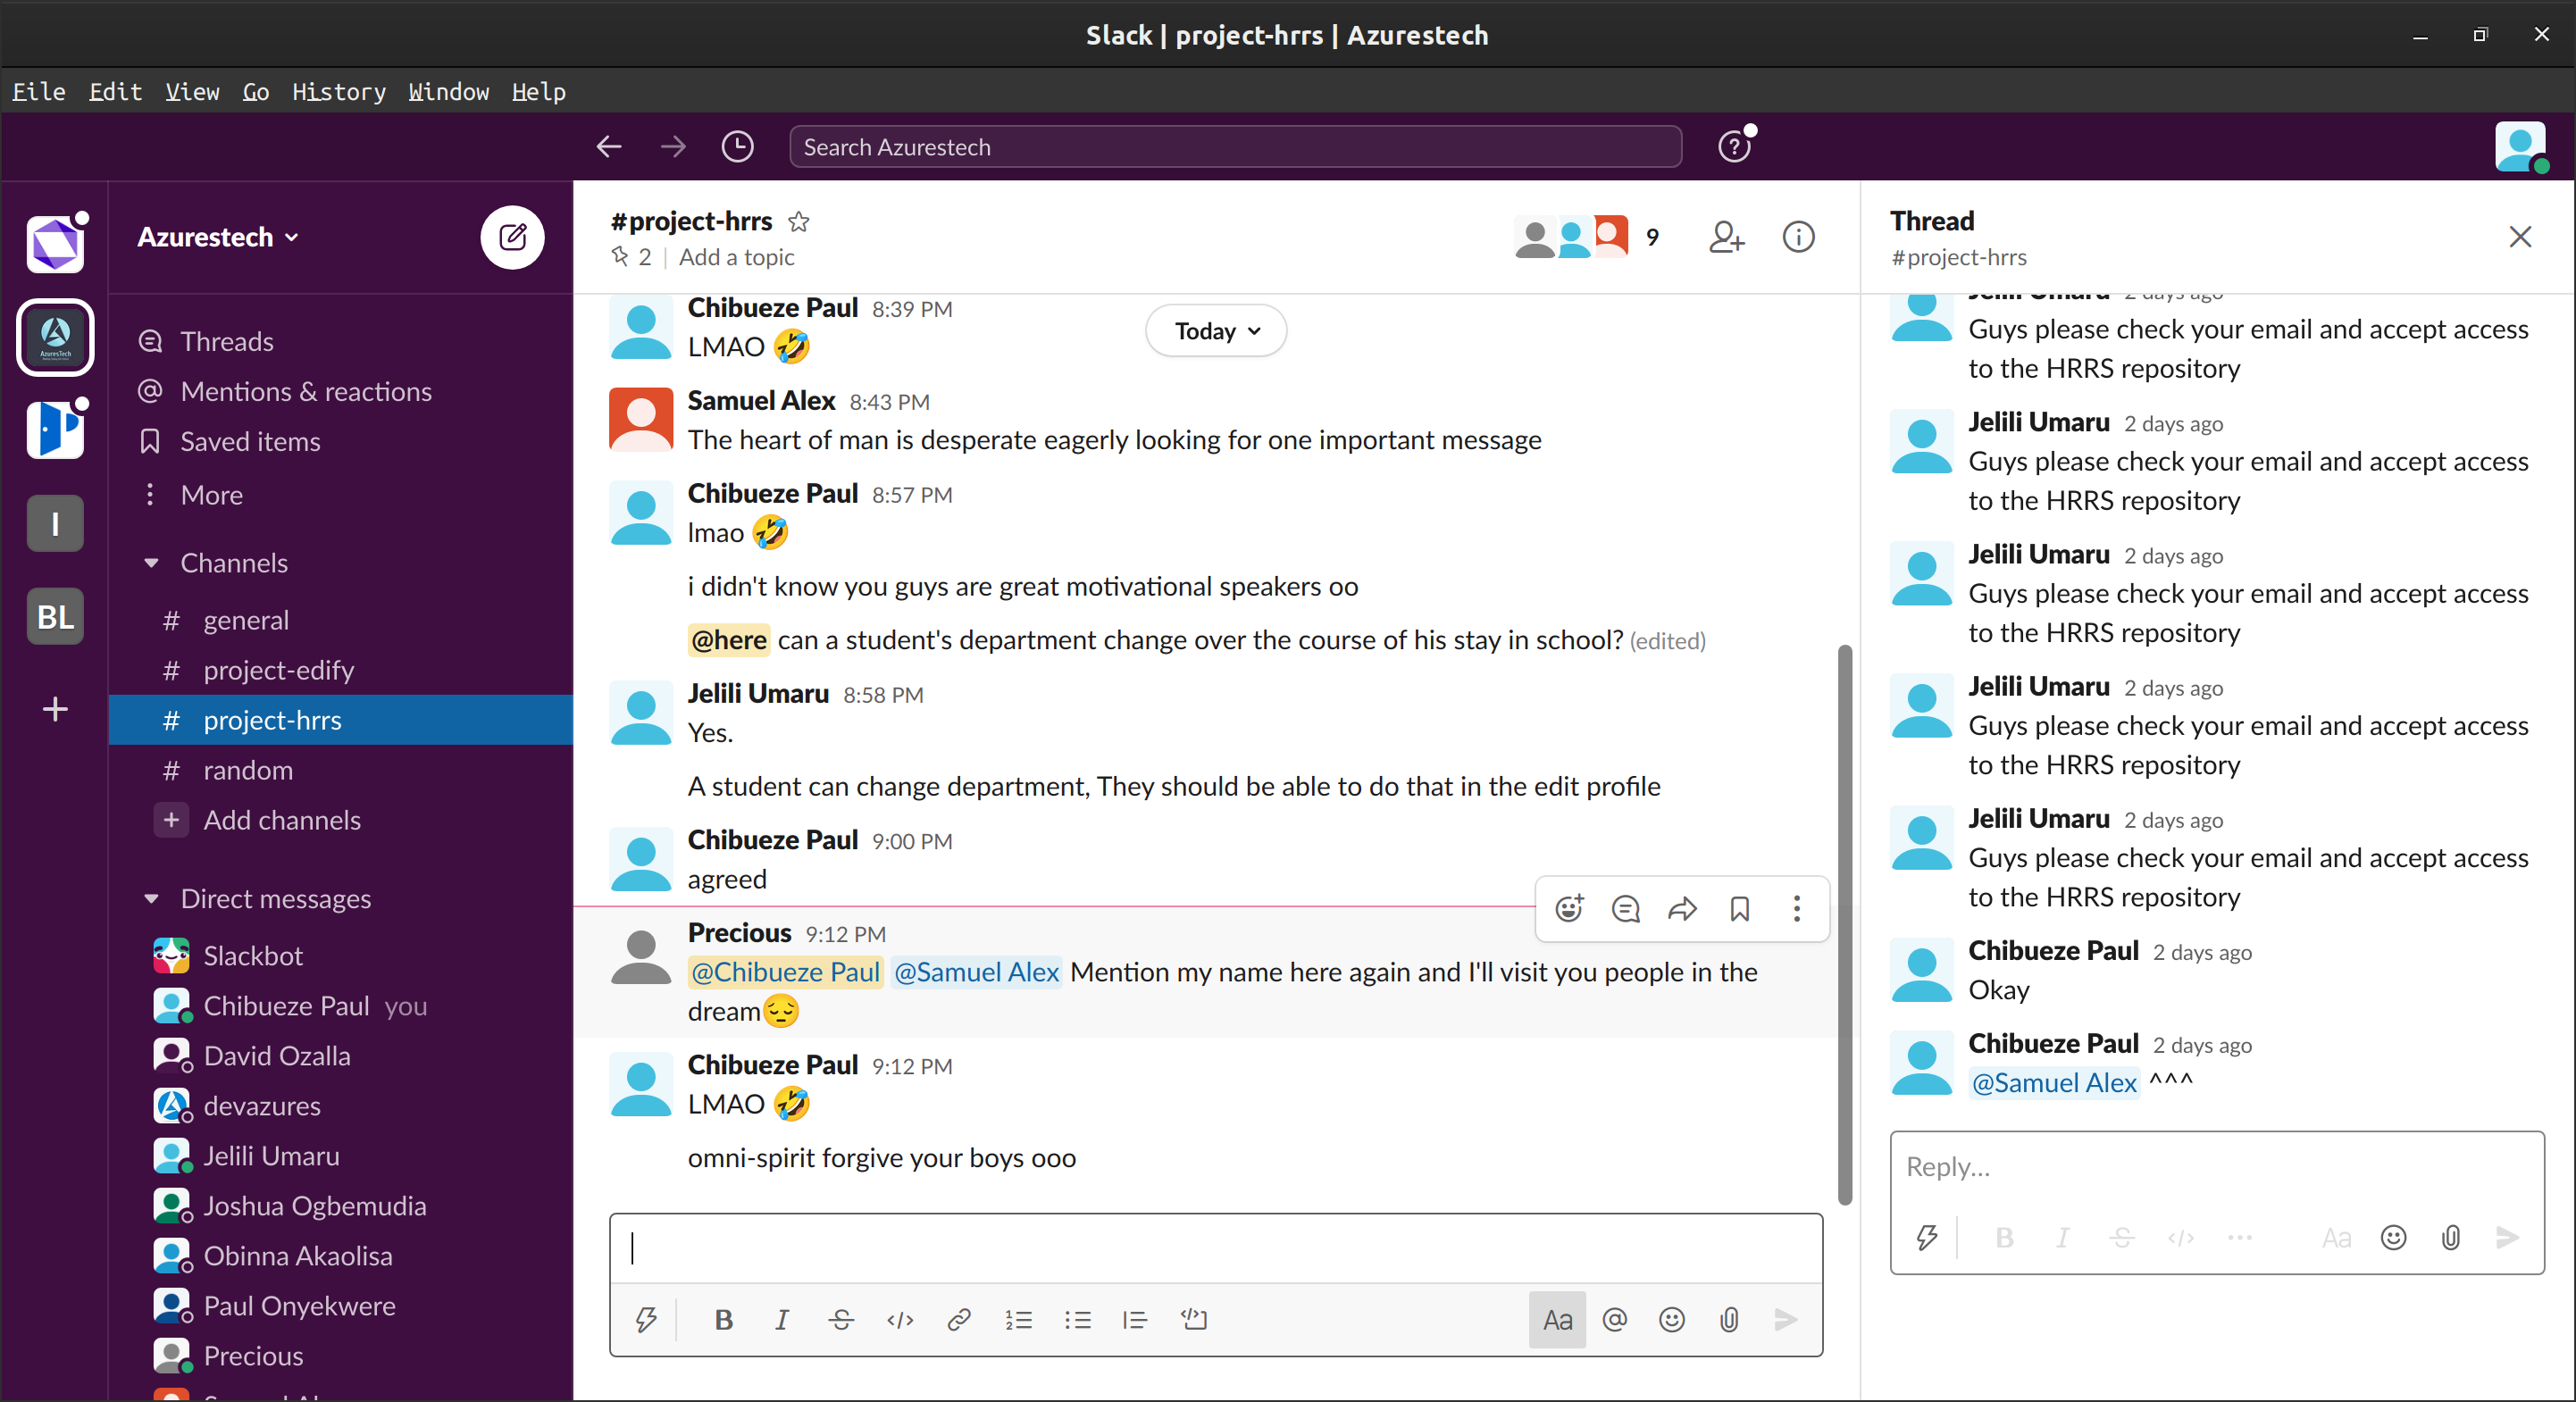 Slack | project-hrrs | Azurestech
File Edit View Go History Window Help
Search Azurestech
AzuresTech
I
BL
Azurestech
Threads
Mentions & reactions
Saved items
More
Channels
# general
# project-edify
# project-hrrs
# random
+ Add channels
Direct messages
Slackbot
Chibueze Paul you
David Ozalla
devazures
Jelili Umaru
Joshua Ogbemudia
Obinna Akaolisa
Paul Onyekwere
Precious
#project-hrrs
2 | Add a topic
9
Today
Chibueze Paul 8:39 PM
LMAO 🤣
Samuel Alex 8:43 PM
The heart of man is desperate eagerly looking for one important message
Chibueze Paul 8:57 PM
lmao 🤣
i didn't know you guys are great motivational speakers oo
@here can a student's department change over the course of his stay in school? (edited)
Jelili Umaru 8:58 PM
Yes.
A student can change department, They should be able to do that in the edit profile
Chibueze Paul 9:00 PM
agreed
Precious 9:12 PM
@Chibueze Paul @Samuel Alex Mention my name here again and I'll visit you people in the
dream😔
Chibueze Paul 9:12 PM
LMAO 🤣
omni-spirit forgive your boys ooo
B I S </> Aa @
Thread
#project-hrrs
Jelili Umaru 2 days ago
Guys please check your email and accept access
to the HRRS repository
Jelili Umaru 2 days ago
Guys please check your email and accept access
to the HRRS repository
Jelili Umaru 2 days ago
Guys please check your email and accept access
to the HRRS repository
Jelili Umaru 2 days ago
Guys please check your email and accept access
to the HRRS repository
Jelili Umaru 2 days ago
Guys please check your email and accept access
to the HRRS repository
Chibueze Paul 2 days ago
Okay
Chibueze Paul 2 days ago
@Samuel Alex ^^^
Reply...
B I S </> ... Aa